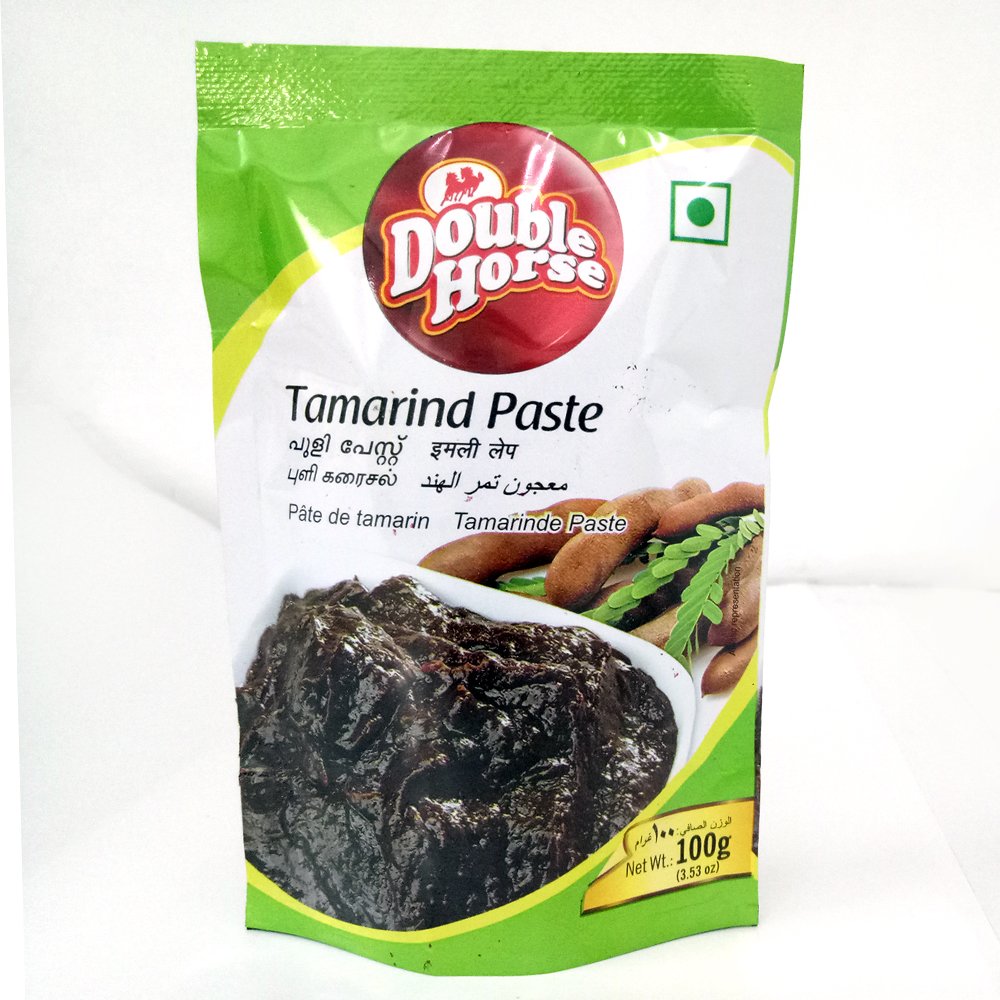 Double
Horse
Tamarind Paste
പുളി പേസ്റ്റ് इमली लेप
புளி கரைசல் معجون تمر الهند
Pâte de tamarin Tamarinde Paste
الوزن الصافي: ١٠٠ غرام
Net Wt.: 100g
(3.53 oz)